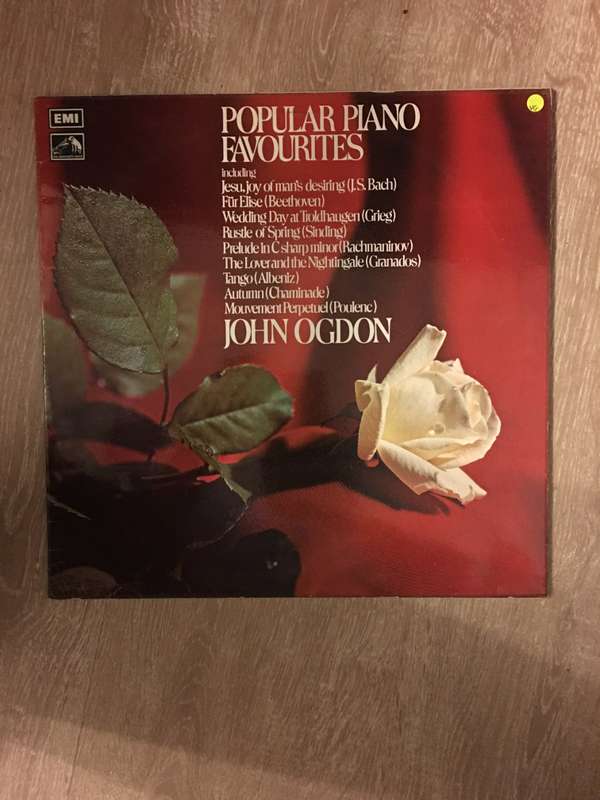 EMI
POPULAR PIANO
FAVOURITES
including
Jesu, joy of man's desiring (J.S. Bach)
Für Elise (Beethoven)
Wedding Day at Troldhaugen (Grieg)
Rustle of Spring (Sinding)
Prelude in C sharp minor (Rachmaninov)
The Lover and the Nightingale (Granados)
Tango (Albeniz)
Autumn (Chaminade)
Mouvement Perpetuel (Poulenc)
JOHN OGDON